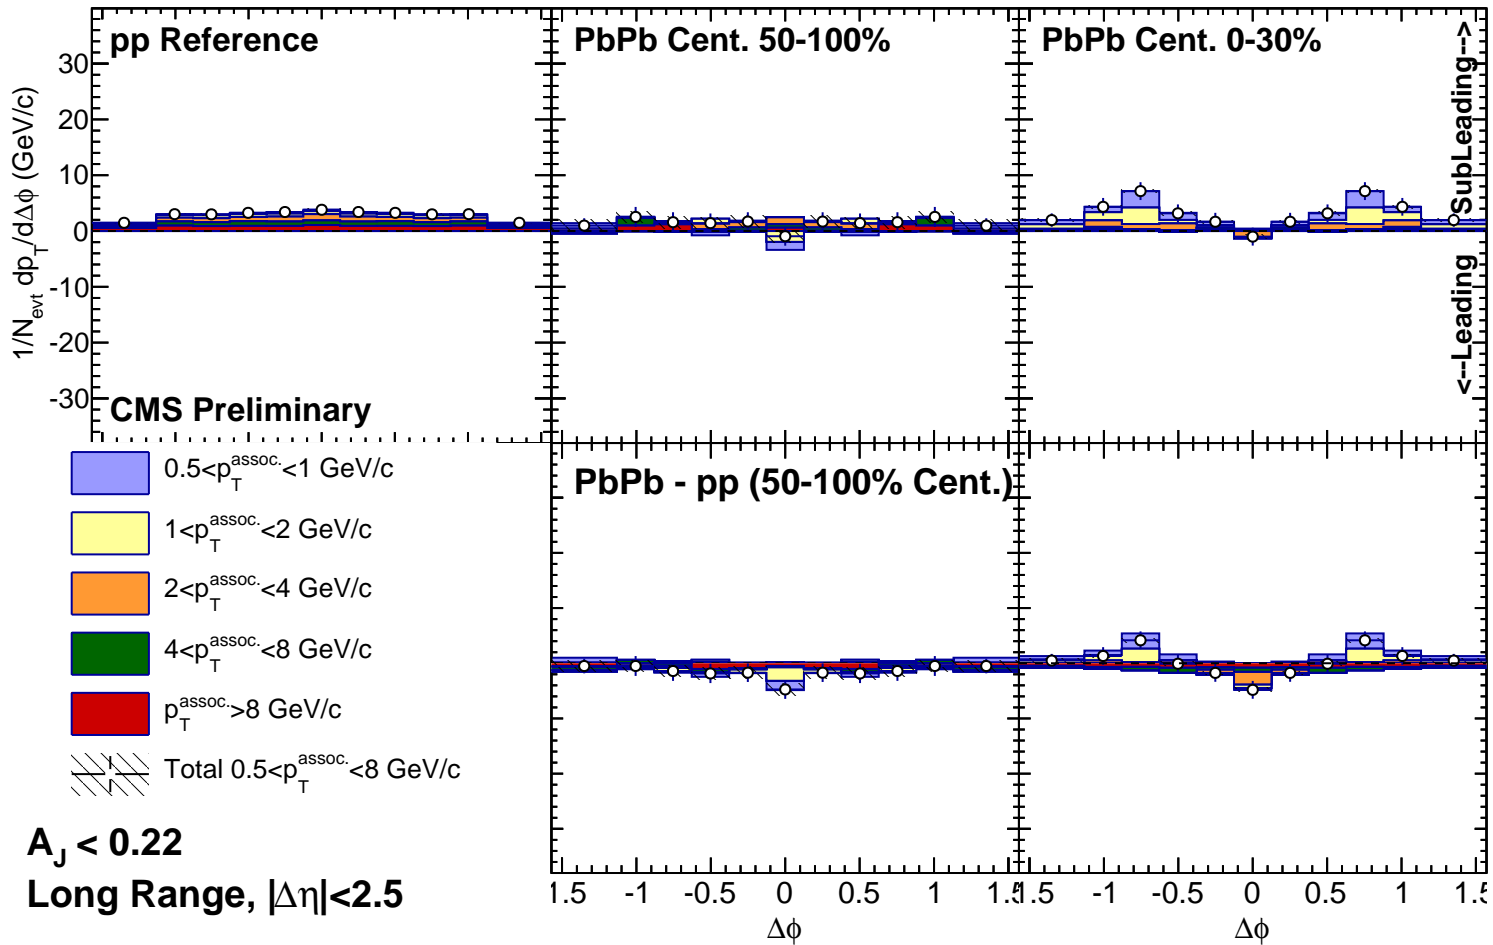 pp Reference
PbPb Cent. 50-100%
PbPb Cent. 0-30%
1/N_evt dp_T/dΔϕ (GeV/c)
30
20
10
0
-10
-20
-30
<--Leading SubLeading-->
CMS Preliminary
0.5<p_T^assoc.<1 GeV/c
1<p_T^assoc.<2 GeV/c
2<p_T^assoc.<4 GeV/c
4<p_T^assoc.<8 GeV/c
p_T^assoc.>8 GeV/c
Total 0.5<p_T^assoc.<8 GeV/c
A_J < 0.22
Long Range, |Δη|<2.5
PbPb - pp (50-100% Cent.)
1.5 -1 -0.5 0 0.5 1 1.5 -1 -0.5 0 0.5 1 1.5
Δϕ Δϕ